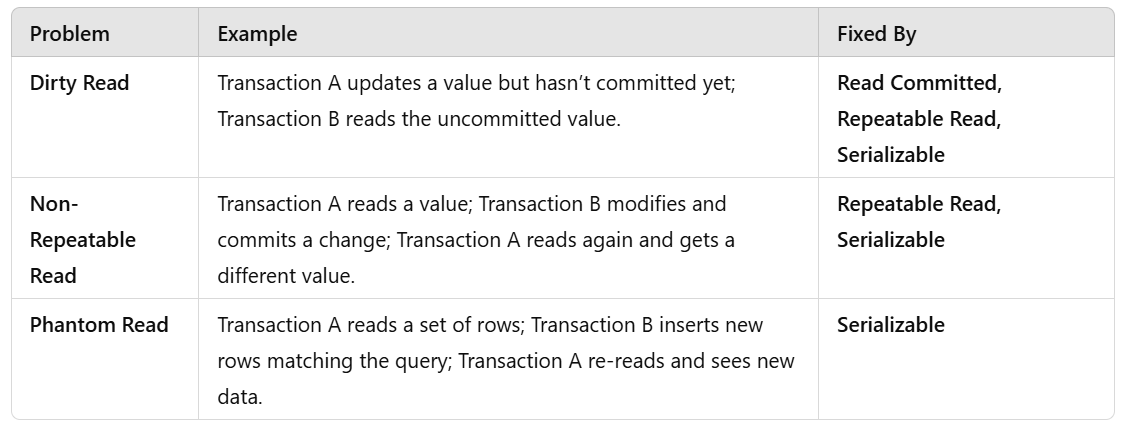 Problem Example Fixed By
Dirty Read Transaction A updates a value but hasn’t committed yet; Read Committed,
Transaction B reads the uncommitted value. Repeatable Read,
Serializable
Non- Transaction A reads a value; Transaction B modifies and Repeatable Read,
Repeatable commits a change; Transaction A reads again and gets a Serializable
Read different value.
Phantom Read Transaction A reads a set of rows; Transaction B inserts new Serializable
rows matching the query; Transaction A re-reads and sees new
data.